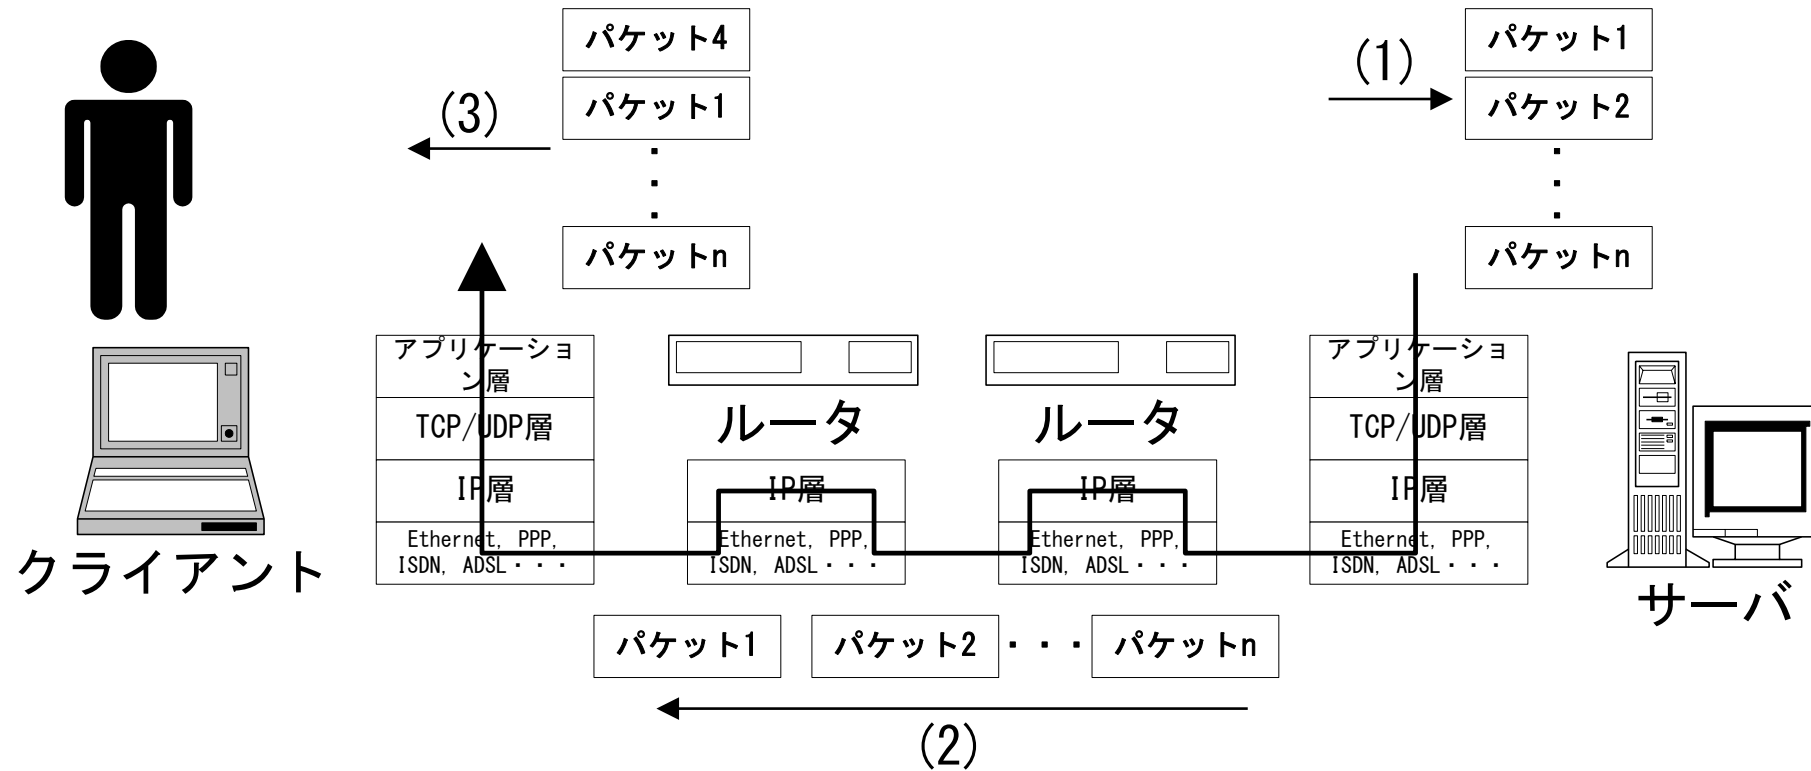 パケット4
パケット1
・
・
・
パケットn
(3)
(1)
パケット1
パケット2
・
・
・
パケットn
アプリケーショ
ン層
TCP/UDP層
IP層
Ethernet, PPP,
ISDN, ADSL・・・
ルータ
IP層
Ethernet, PPP,
ISDN, ADSL・・・
ルータ
IP層
Ethernet, PPP,
ISDN, ADSL・・・
アプリケーショ
ン層
TCP/UDP層
IP層
Ethernet, PPP,
ISDN, ADSL・・・
クライアント
サーバ
パケット1 パケット2 ・・・ パケットn
(2)